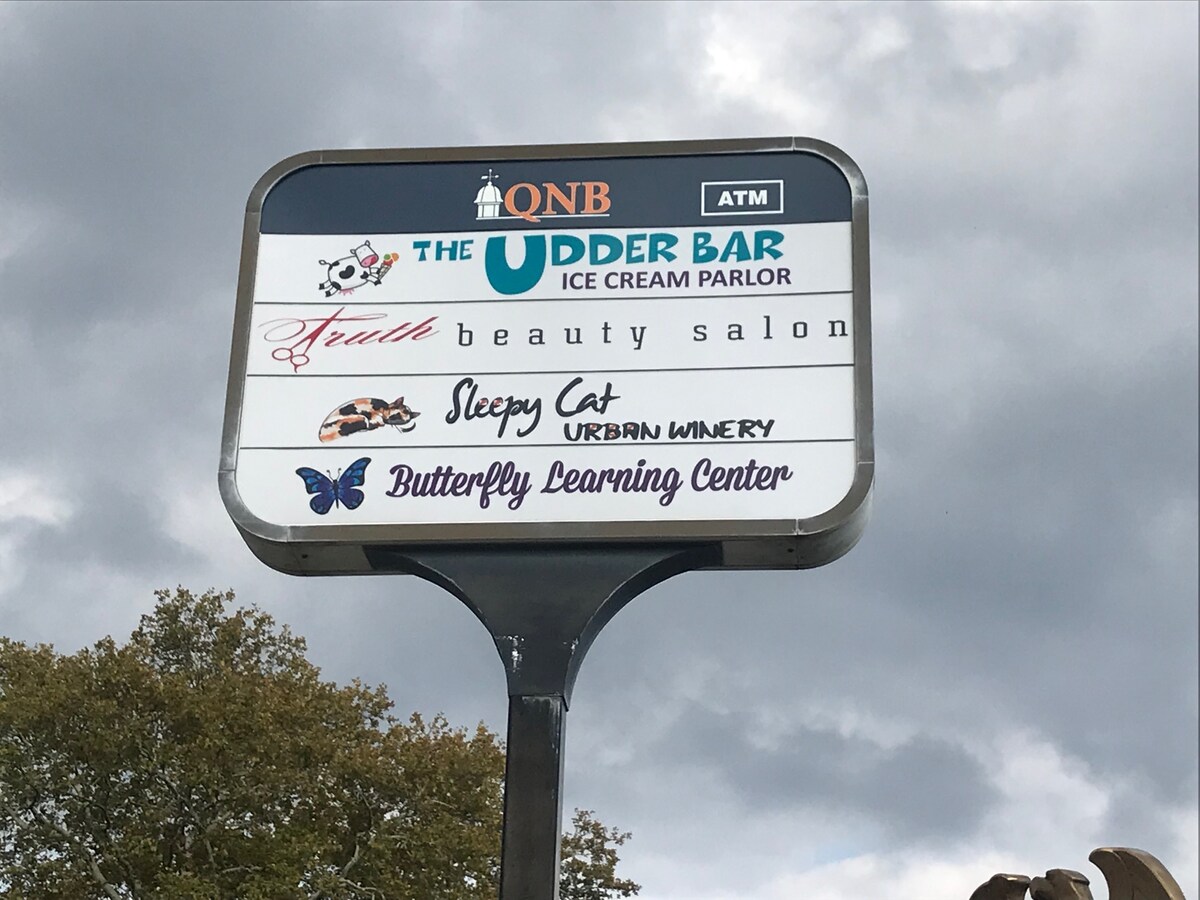 QNB ATM
THE UDDER BAR
ICE CREAM PARLOR
Truth beauty salon
Sleepy Cat
URBAN WINERY
Butterfly Learning Center